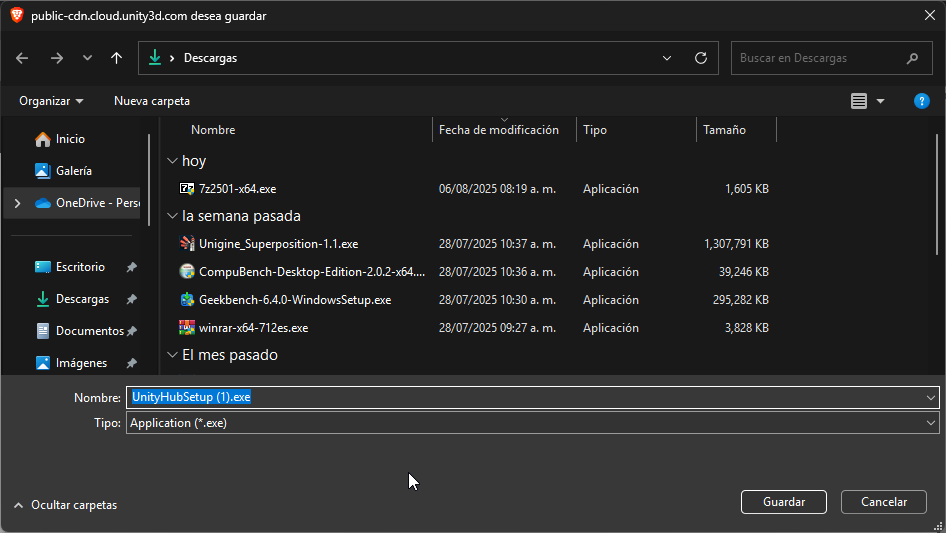 public-cdn.cloud.unity3d.com desea guardar
Descargas
Buscar en Descargas
Organizar
Nueva carpeta
Inicio
Galería
OneDrive - Perso
Escritorio
Descargas
Documentos
Imágenes
Nombre Fecha de modificación Tipo Tamaño
hoy
7z2501-x64.exe 06/08/2025 08:19 a. m. Aplicación 1,605 KB
la semana pasada
Unigine_Superposition-1.1.exe 28/07/2025 10:37 a. m. Aplicación 1,307,791 KB
CompuBench-Desktop-Edition-2.0.2-x64.... 28/07/2025 10:36 a. m. Aplicación 39,246 KB
Geekbench-6.4.0-WindowsSetup.exe 28/07/2025 10:30 a. m. Aplicación 295,282 KB
winrar-x64-712es.exe 28/07/2025 09:27 a. m. Aplicación 3,828 KB
El mes pasado
Nombre: UnityHubSetup (1).exe
Tipo: Application (*.exe)
Ocultar carpetas
Guardar
Cancelar